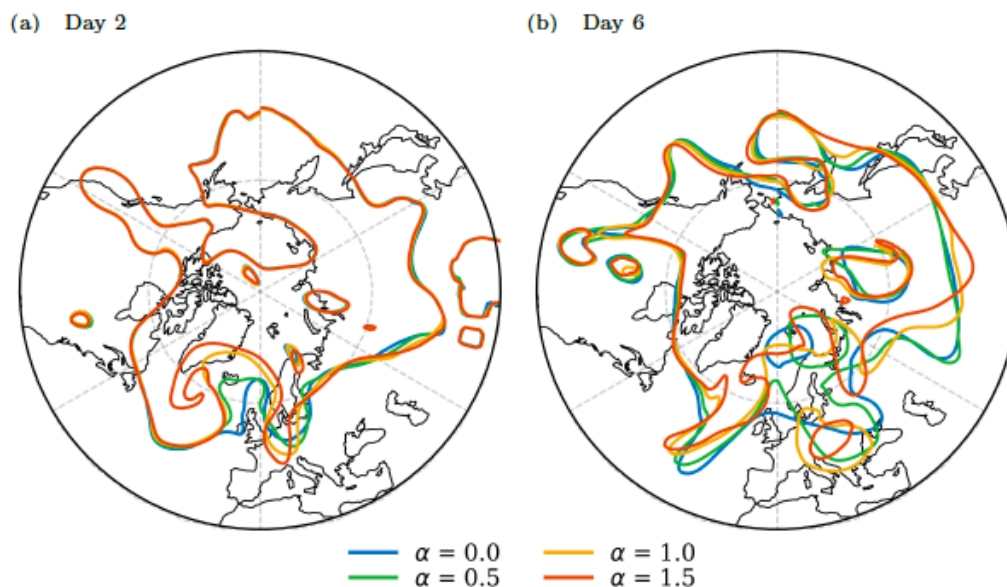 (a) Day 2
(b) Day 6
α = 0.0
α = 1.0
α = 0.5
α = 1.5